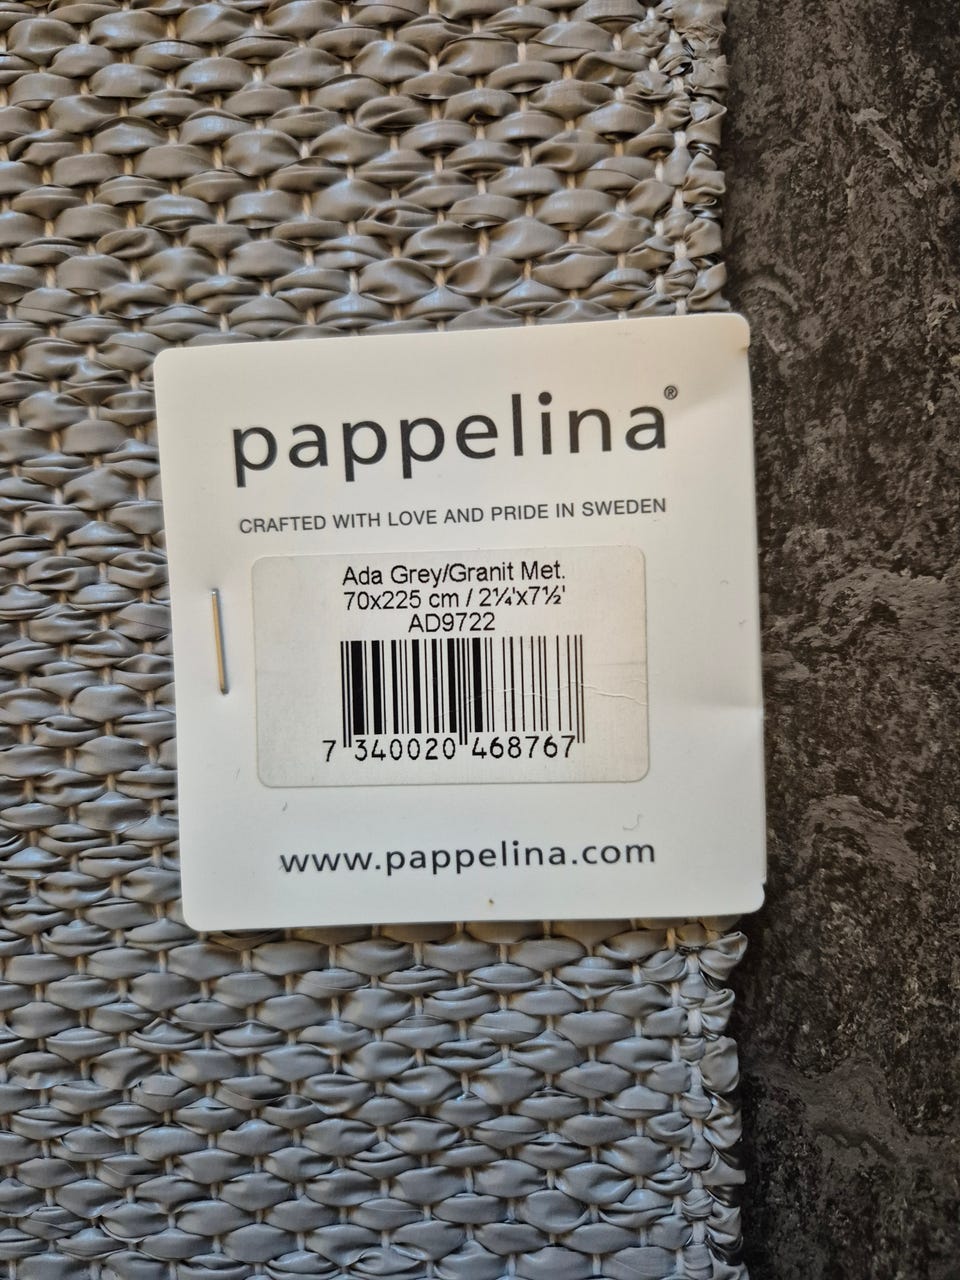 pappelina®
CRAFTED WITH LOVE AND PRIDE IN SWEDEN
Ada Grey/Granit Met.
70x225 cm / 2¼'x7½'
AD9722
7 340020 468767
www.pappelina.com